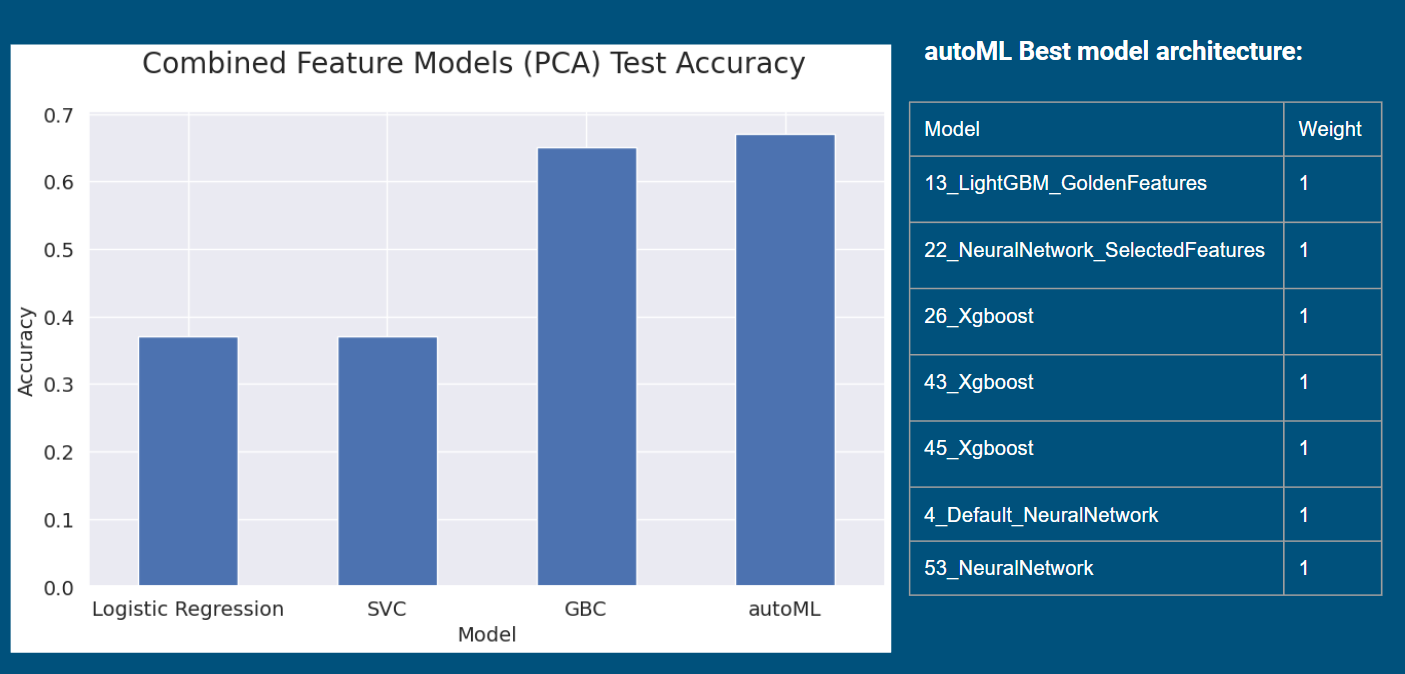 Combined Feature Models (PCA) Test Accuracy
0.7
0.6
0.5
0.4
0.3
0.2
0.1
0.0
Accuracy
Logistic Regression SVC GBC autoML
Model
autoML Best model architecture:
Model Weight
13_LightGBM_GoldenFeatures 1
22_NeuralNetwork_SelectedFeatures 1
26_Xgboost 1
43_Xgboost 1
45_Xgboost 1
4_Default_NeuralNetwork 1
53_NeuralNetwork 1